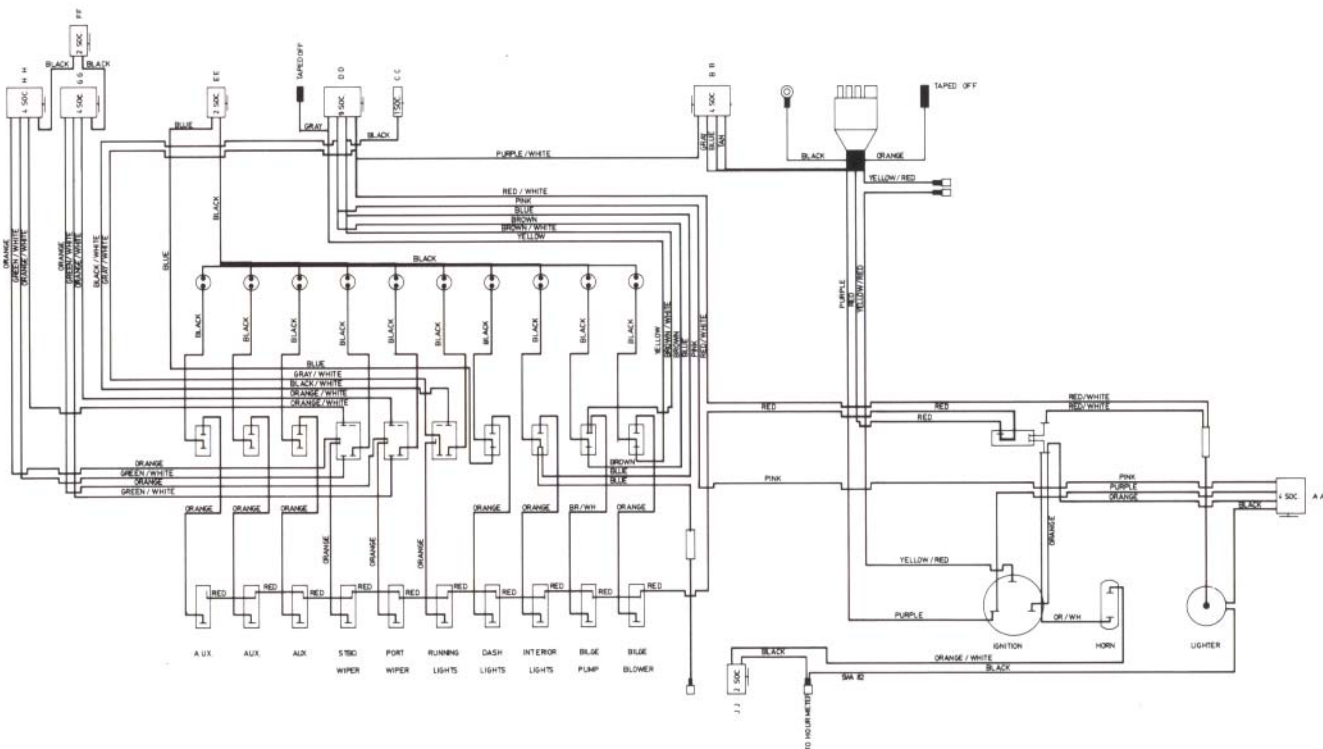 FF
2 SOC
BLACK
BLACK
H H
4 SOC
GG
4 SOC
EE
2 SOC
TAPED OFF
DD
9 SOC
CC
1 SOC
BB
4 SOC
TAPED OFF
BLUE
GRAY
BLACK
GRAY
BLUE
TAN
BLACK
ORANGE
PURPLE/WHITE
YELLOW/RED
RED / WHITE
PINK
BLUE
BROWN
BROWN/WHITE
YELLOW
ORANGE
GREEN/WHITE
ORANGE/WHITE
ORANGE
GREEN/WHITE
ORANGE/WHITE
BLACK/WHITE
GRAY/WHITE
BLUE
BLACK
BLACK
PURPLE
RED
YELLOW/RED
BLACK
BLACK
BLACK
BLACK
BLACK
BLACK
BLACK
BLACK
BLACK
BLACK
YELLOW
BROWN/WHITE
BROWN
BLUE
PINK
RED/WHITE
BLUE
GRAY/WHITE
BLACK/WHITE
ORANGE/WHITE
ORANGE/WHITE
RED/WHITE
RED/WHITE
RED
RED
RED
ORANGE
GREEN/WHITE
ORANGE
GREEN/WHITE
BROWN
BLUE
BLUE
PINK
PINK
PURPLE
ORANGE
BLACK
4 SOC
A A
ORANGE
ORANGE
ORANGE
ORANGE
ORANGE
ORANGE
ORANGE
ORANGE
BR/WH
ORANGE
ORANGE
YELLOW/RED
RED
RED
RED
RED
RED
RED
RED
RED
RED
RED
PURPLE
OR/WH
IGNITION
HORN
LIGHTER
AUX.
AUX.
AUX
STBD WIPER
PORT WIPER
RUNNING LIGHTS
DASH LIGHTS
INTERIOR LIGHTS
BILGE PUMP
BILGE BLOWER
BLACK
ORANGE/WHITE
BLACK
2 SOC
JJ
TO HOUR METER